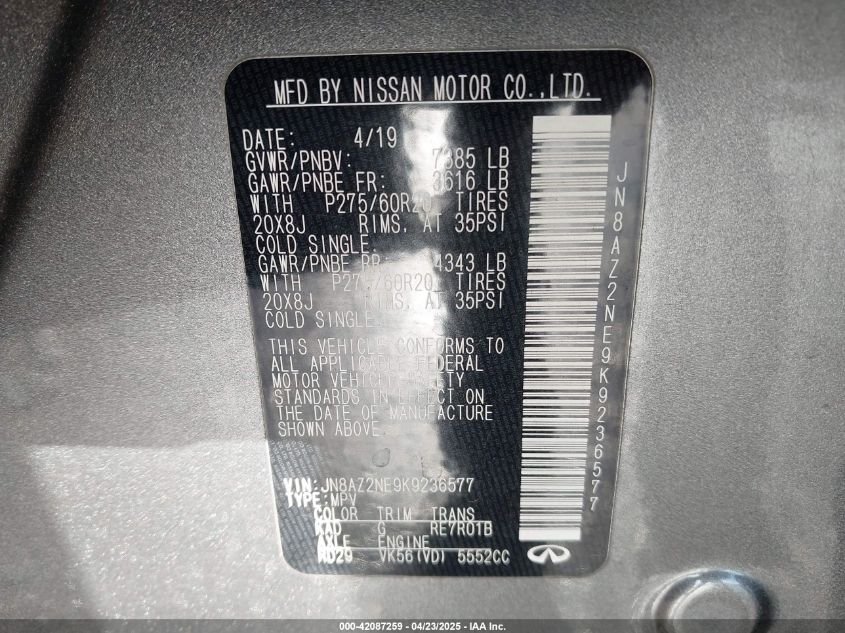 MFD BY NISSAN MOTOR CO.,LTD.
DATE: 4/19
GVWR/PNBV: 7385 LB
GAWR/PNBE FR: 3616 LB
WITH P275/60R20 TIRES
20X8J RIMS, AT 35PSI
COLD SINGLE.
GAWR/PNBE RR: 4343 LB
WITH P275/60R20 TIRES
20X8J RIMS, AT 35PSI
COLD SINGLE.
THIS VEHICLE CONFORMS TO
ALL APPLICABLE FEDERAL
MOTOR VEHICLE SAFETY
STANDARDS IN EFFECT ON
THE DATE OF MANUFACTURE
SHOWN ABOVE.
VIN: JN8AZ2NE9K9236577
TYPE: MPV
COLOR TRIM TRANS
KAD G RE7R01B
AXLE ENGINE
AD29 VK56(VD) 5552CC
JN8AZ2NE9K9236577
000-42087259 - 04/23/2025 - IAA Inc.